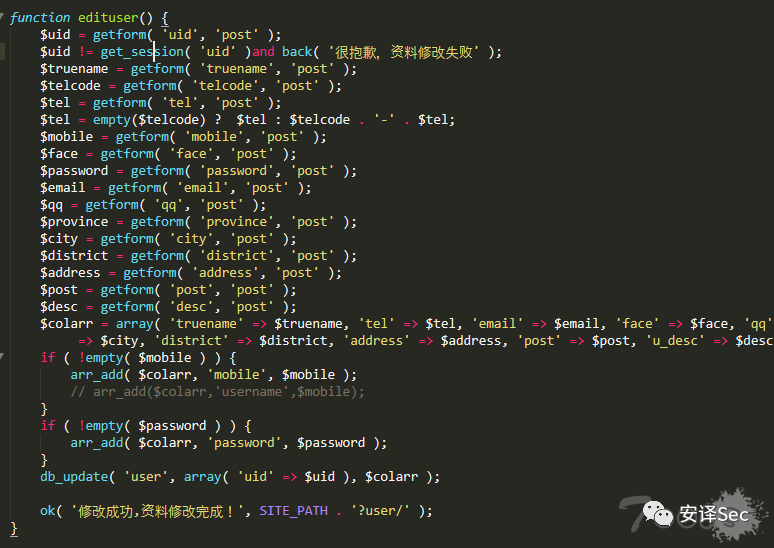 function edituser() {
$uid = getform( 'uid', 'post' );
$uid != get_session( 'uid' )and back( '很抱歉，资料修改失败' );
$truename = getform( 'truename', 'post' );
$telcode = getform( 'telcode', 'post' );
$tel = getform( 'tel', 'post' );
$tel = empty($telcode) ?  $tel : $telcode . '-' . $tel;
$mobile = getform( 'mobile', 'post' );
$face = getform( 'face', 'post' );
$password = getform( 'password', 'post' );
$email = getform( 'email', 'post' );
$qq = getform( 'qq', 'post' );
$province = getform( 'province', 'post' );
$city = getform( 'city', 'post' );
$district = getform( 'district', 'post' );
$address = getform( 'address', 'post' );
$post = getform( 'post', 'post' );
$desc = getform( 'desc', 'post' );
$colarr = array( 'truename' => $truename, 'tel' => $tel, 'email' => $email, 'face' => $face, 'qq'
=> $city, 'district' => $district, 'address' => $address, 'post' => $post, 'u_desc' => $desc
if ( !empty( $mobile ) ) {
arr_add( $colarr, 'mobile', $mobile );
// arr_add($colarr,'username',$mobile);
}
if ( !empty( $password ) ) {
arr_add( $colarr, 'password', $password );
}
db_update( 'user', array( 'uid' => $uid ), $colarr );
ok( '修改成功,资料修改完成！', SITE_PATH . '?user/' );
}
安译Sec